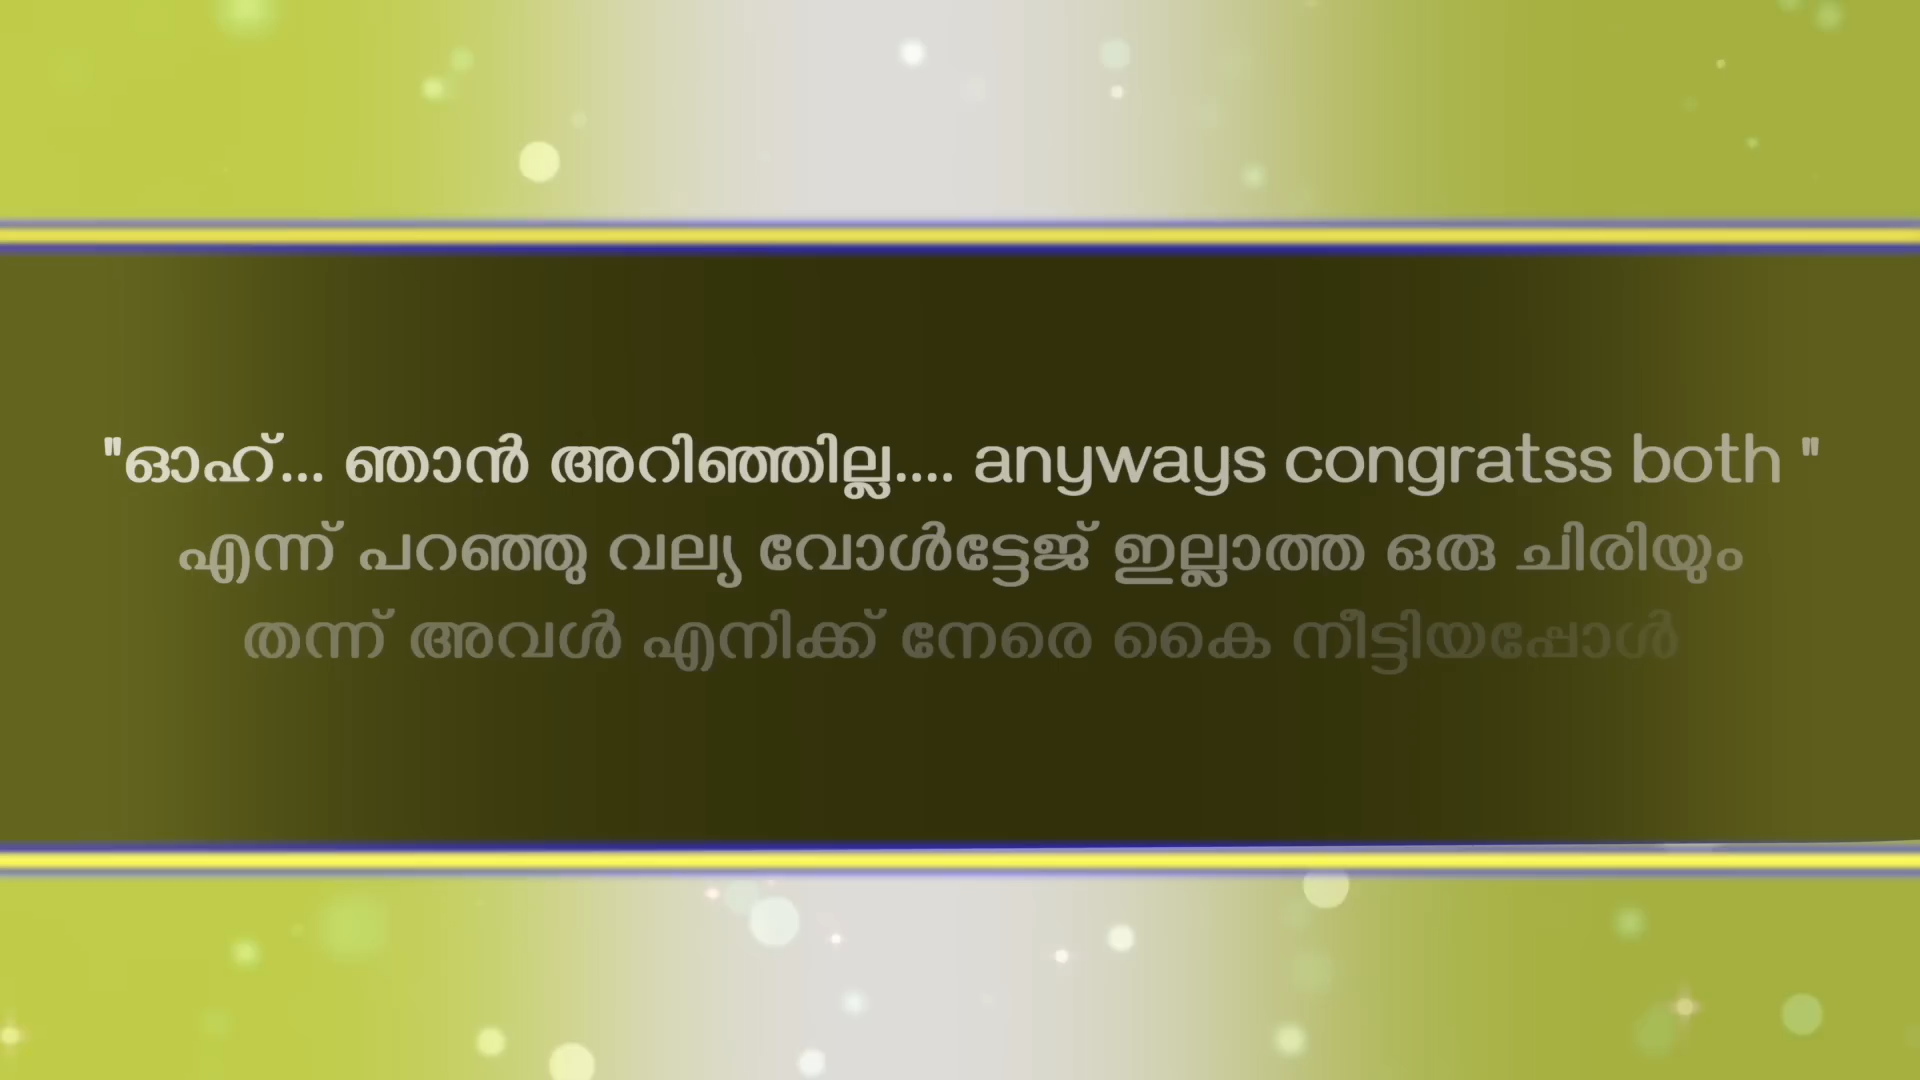 "ഓഹ്... ഞാൻ അറിഞ്ഞില്ല.... anyways congratss both "
എന്ന് പറഞ്ഞു വല്യ വോൾട്ടേജ് ഇല്ലാത്ത ഒരു ചിരിയും
തന്ന് അവൾ എനിക്ക് നേരെ കൈ നീട്ടിയപ്പോൾ